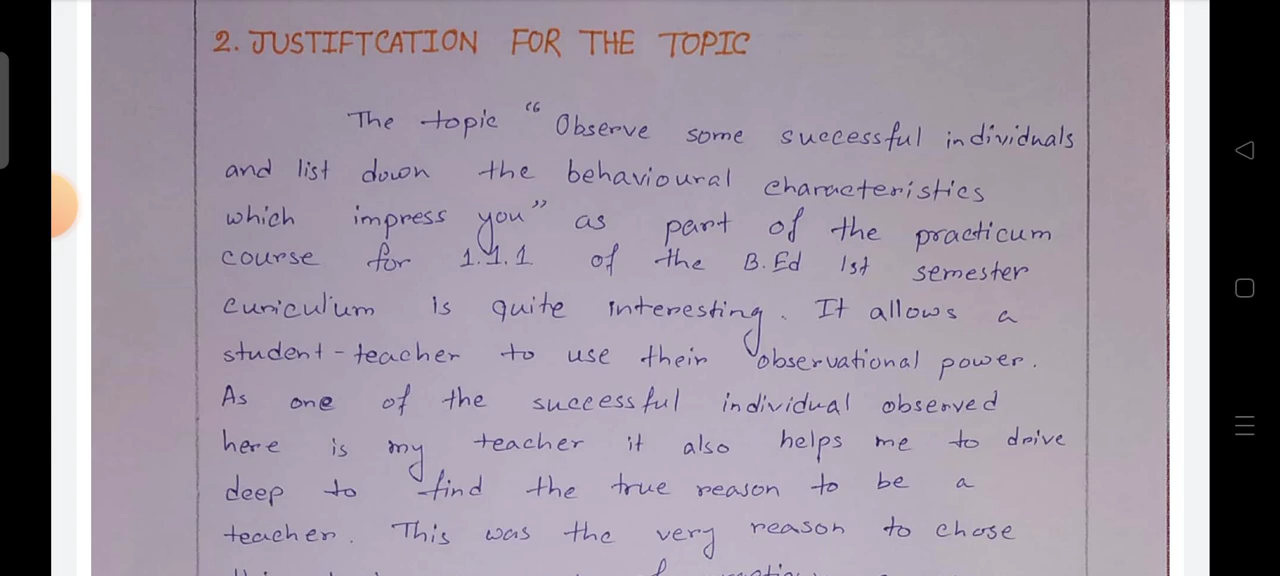 2. JUSTIFTCATION FOR THE TOPIC
The topic "Observe some successful individuals
and list down the behavioural characteristics
which impress you" as part of the practicum
course for 1.1.1 of the B.Ed 1st semester
curiculum is quite interesting. It allows a
student-teacher to use their observational power.
As one of the successful individual observed
here is my teacher it also helps me to drive
deep to find the true reason to be a
teacher. This was the very reason to chose